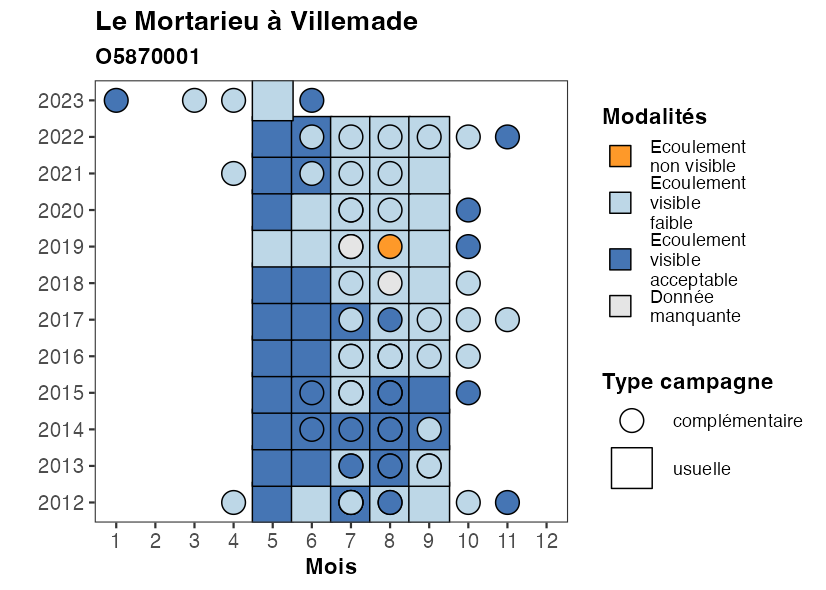 Le Mortarieu à Villemade
O5870001
2023
2022
2021
2020
2019
2018
2017
2016
2015
2014
2013
2012
1 2 3 4 5 6 7 8 9 10 11 12
Mois
Modalités
Ecoulement
non visible
Ecoulement
visible
faible
Ecoulement
visible
acceptable
Donnée
manquante
Type campagne
complémentaire
usuelle